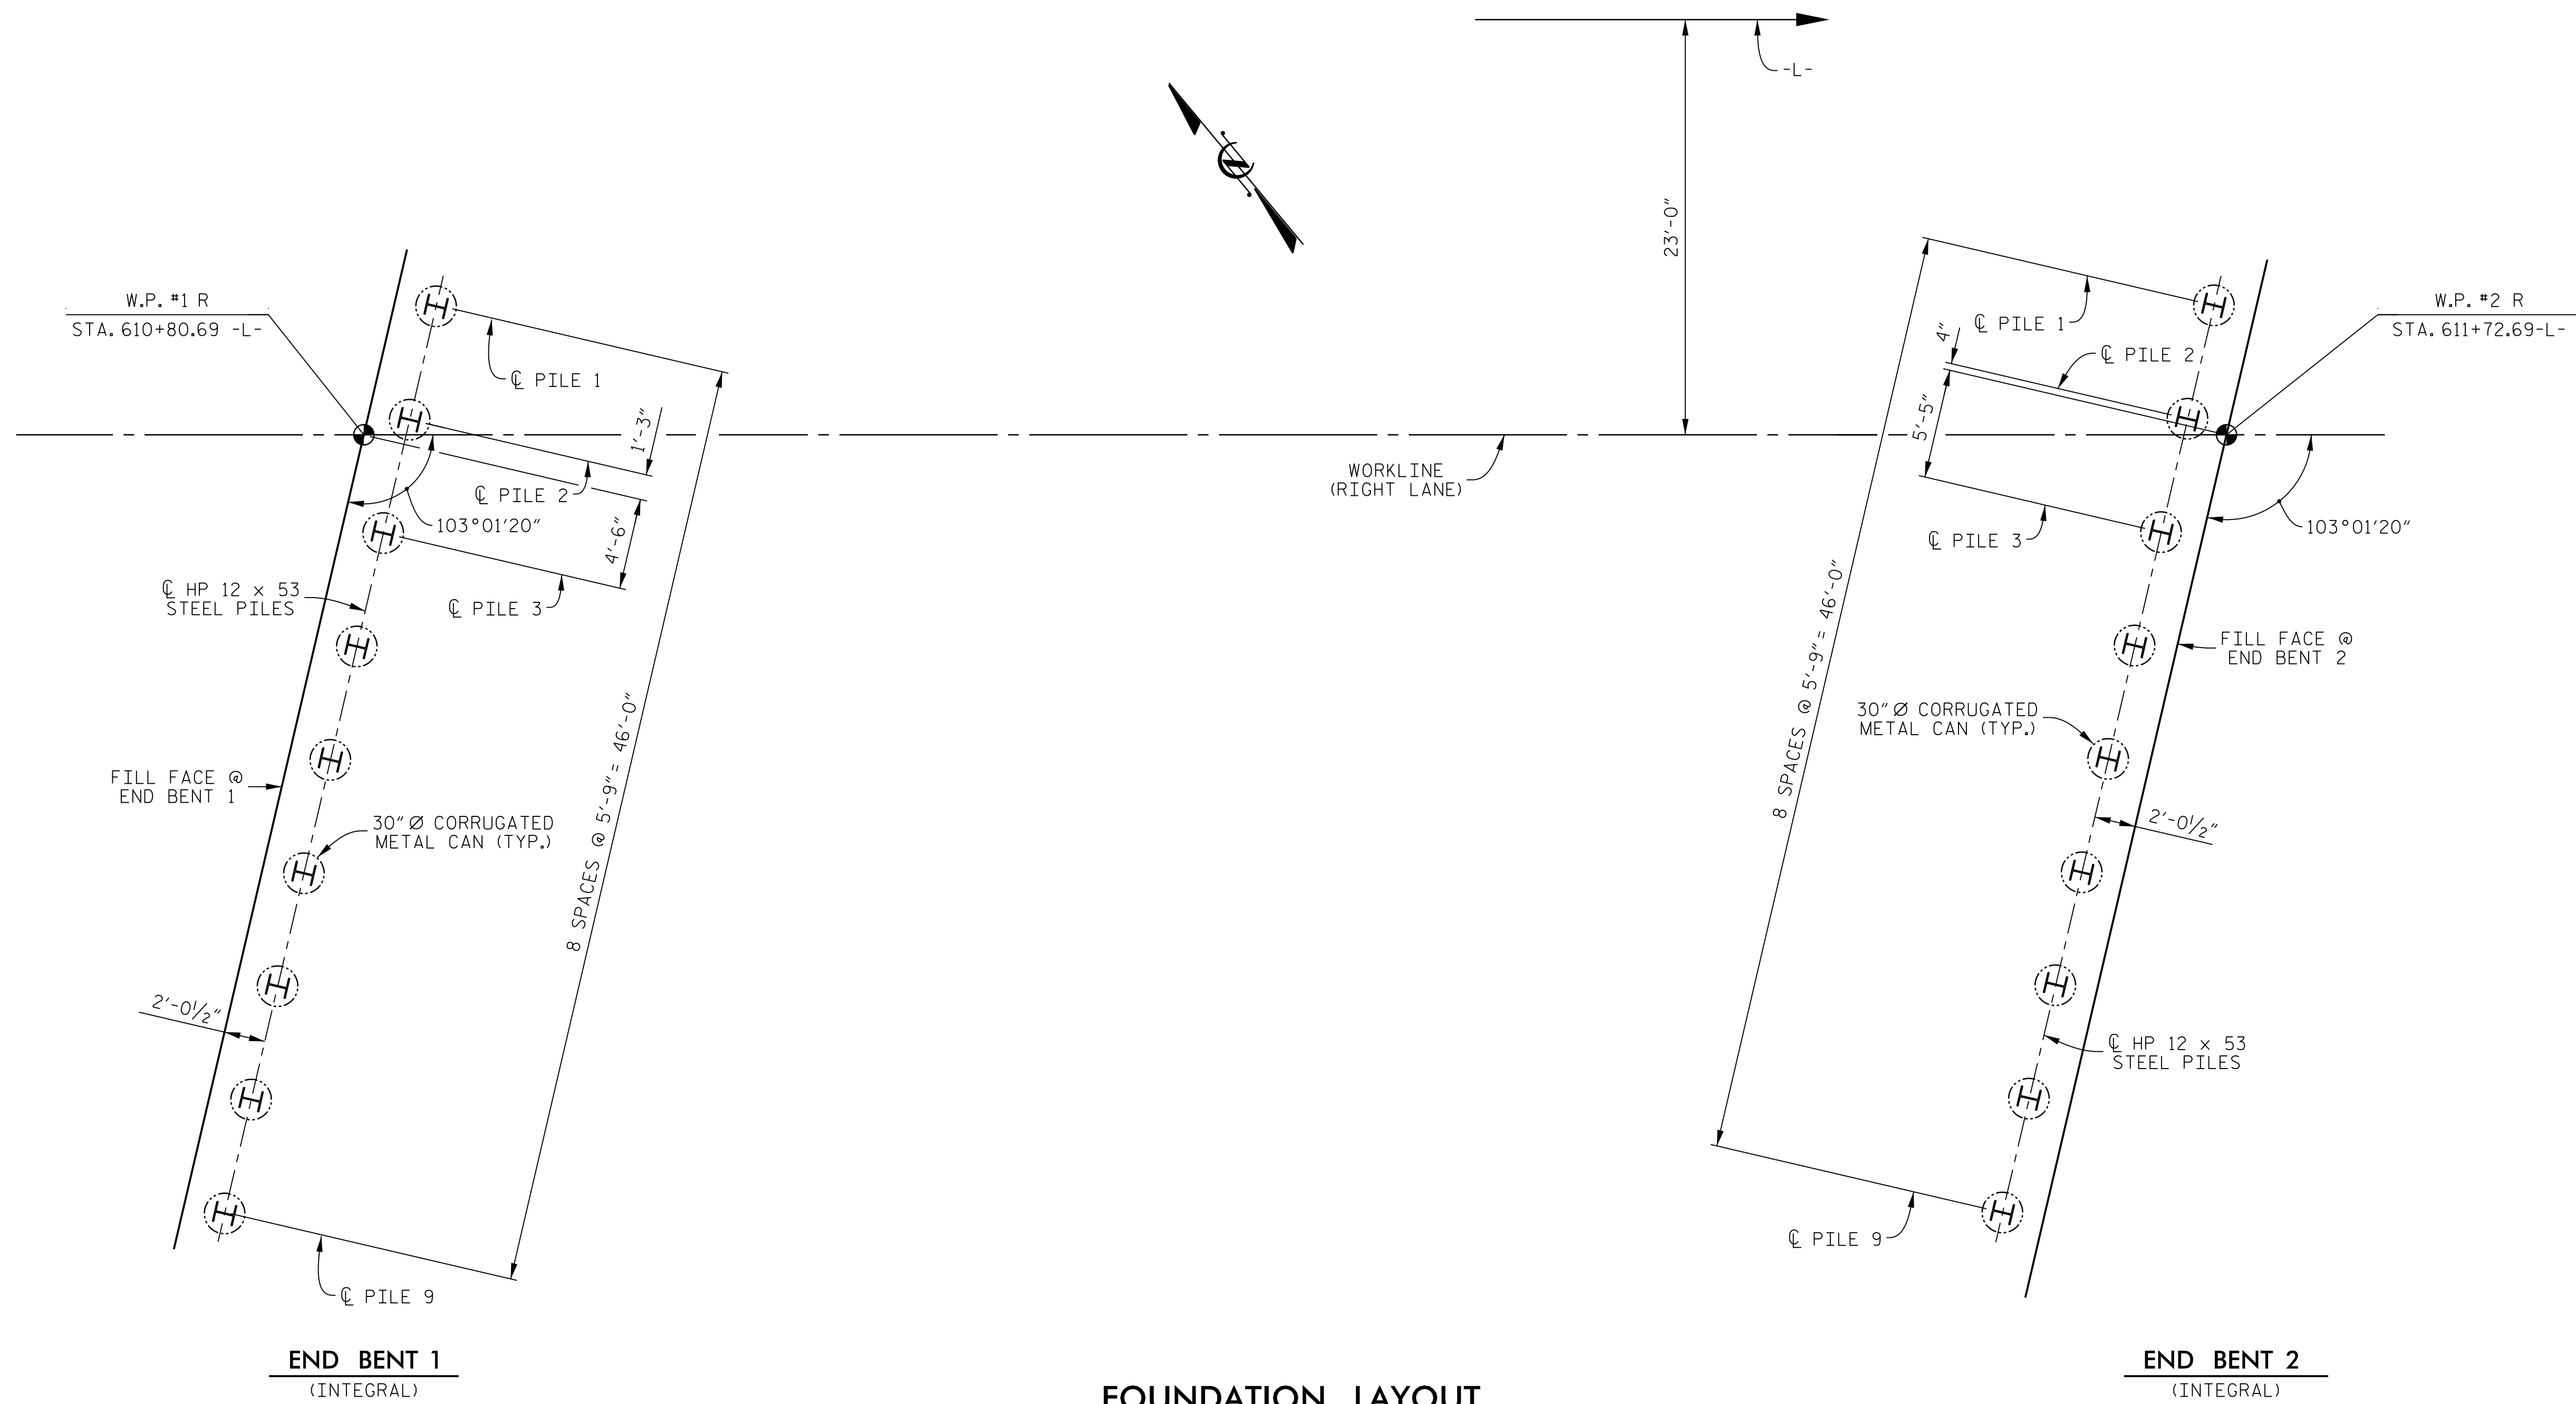 -L-
N
23'-0"
W.P. #1 R
STA. 610+80.69 -L-
℄ PILE 1
1'-3"
℄ PILE 2
4'-6"
103°01'20"
℄ PILE 3
℄ HP 12 x 53
STEEL PILES
8 SPACES @ 5'-9" = 46'-0"
FILL FACE @
END BENT 1
30" Ø CORRUGATED
METAL CAN (TYP.)
2'-0½"
℄ PILE 9
END BENT 1
(INTEGRAL)
WORKLINE
(RIGHT LANE)
W.P. #2 R
STA. 611+72.69-L-
℄ PILE 1
4"
℄ PILE 2
5'-5"
℄ PILE 3
103°01'20"
8 SPACES @ 5'-9" = 46'-0"
FILL FACE @
END BENT 2
30" Ø CORRUGATED
METAL CAN (TYP.)
2'-0½"
℄ HP 12 x 53
STEEL PILES
℄ PILE 9
END BENT 2
(INTEGRAL)
FOUNDATION LAYOUT